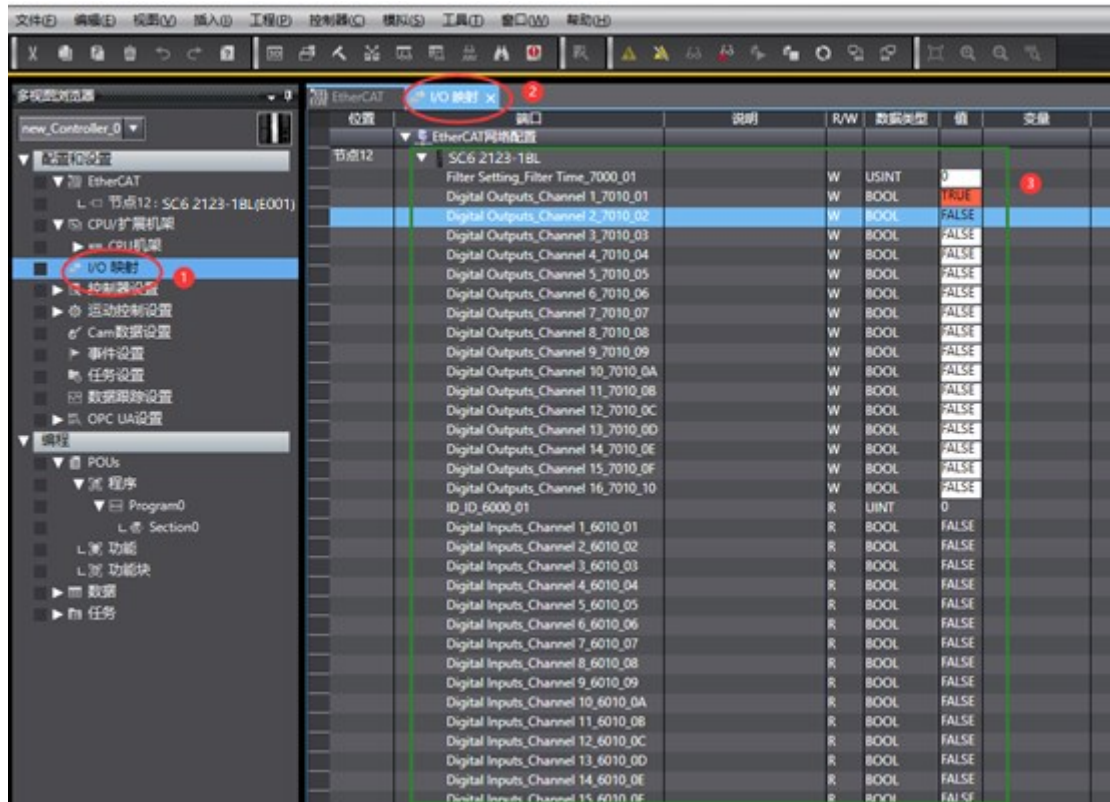 文件(F) 编辑(E) 视图(V) 插入(I) 工程(P) 控制器(C) 模拟(S) 工具(T) 窗口(W) 帮助(H)
多视图浏览器
new_Controller_0
配置和设置
EtherCAT
节点12 : SC6 2123-1BL(E001)
CPU/扩展机架
CPU机架
I/O 映射
1
控制器设置
运动控制设置
Cam数据设置
事件设置
任务设置
数据跟踪设置
OPC UA设置
编程
POUs
程序
Program0
Section0
功能
功能块
数据
任务
EtherCAT I/O 映射 × 2
位置 端口 说明 R/W 数据类型 值 变量
EtherCAT网络配置
节点12 SC6 2123-1BL
3
Filter Setting_Filter Time_7000_01 W USINT 0
Digital Outputs_Channel 1_7010_01 W BOOL TRUE
Digital Outputs_Channel 2_7010_02 W BOOL FALSE
Digital Outputs_Channel 3_7010_03 W BOOL FALSE
Digital Outputs_Channel 4_7010_04 W BOOL FALSE
Digital Outputs_Channel 5_7010_05 W BOOL FALSE
Digital Outputs_Channel 6_7010_06 W BOOL FALSE
Digital Outputs_Channel 7_7010_07 W BOOL FALSE
Digital Outputs_Channel 8_7010_08 W BOOL FALSE
Digital Outputs_Channel 9_7010_09 W BOOL FALSE
Digital Outputs_Channel 10_7010_0A W BOOL FALSE
Digital Outputs_Channel 11_7010_0B W BOOL FALSE
Digital Outputs_Channel 12_7010_0C W BOOL FALSE
Digital Outputs_Channel 13_7010_0D W BOOL FALSE
Digital Outputs_Channel 14_7010_0E W BOOL FALSE
Digital Outputs_Channel 15_7010_0F W BOOL FALSE
Digital Outputs_Channel 16_7010_10 W BOOL FALSE
ID_ID_6000_01 R UINT 0
Digital Inputs_Channel 1_6010_01 R BOOL FALSE
Digital Inputs_Channel 2_6010_02 R BOOL FALSE
Digital Inputs_Channel 3_6010_03 R BOOL FALSE
Digital Inputs_Channel 4_6010_04 R BOOL FALSE
Digital Inputs_Channel 5_6010_05 R BOOL FALSE
Digital Inputs_Channel 6_6010_06 R BOOL FALSE
Digital Inputs_Channel 7_6010_07 R BOOL FALSE
Digital Inputs_Channel 8_6010_08 R BOOL FALSE
Digital Inputs_Channel 9_6010_09 R BOOL FALSE
Digital Inputs_Channel 10_6010_0A R BOOL FALSE
Digital Inputs_Channel 11_6010_0B R BOOL FALSE
Digital Inputs_Channel 12_6010_0C R BOOL FALSE
Digital Inputs_Channel 13_6010_0D R BOOL FALSE
Digital Inputs_Channel 14_6010_0E R BOOL FALSE
Digital Inputs_Channel 15_6010_0F R BOOL FALSE